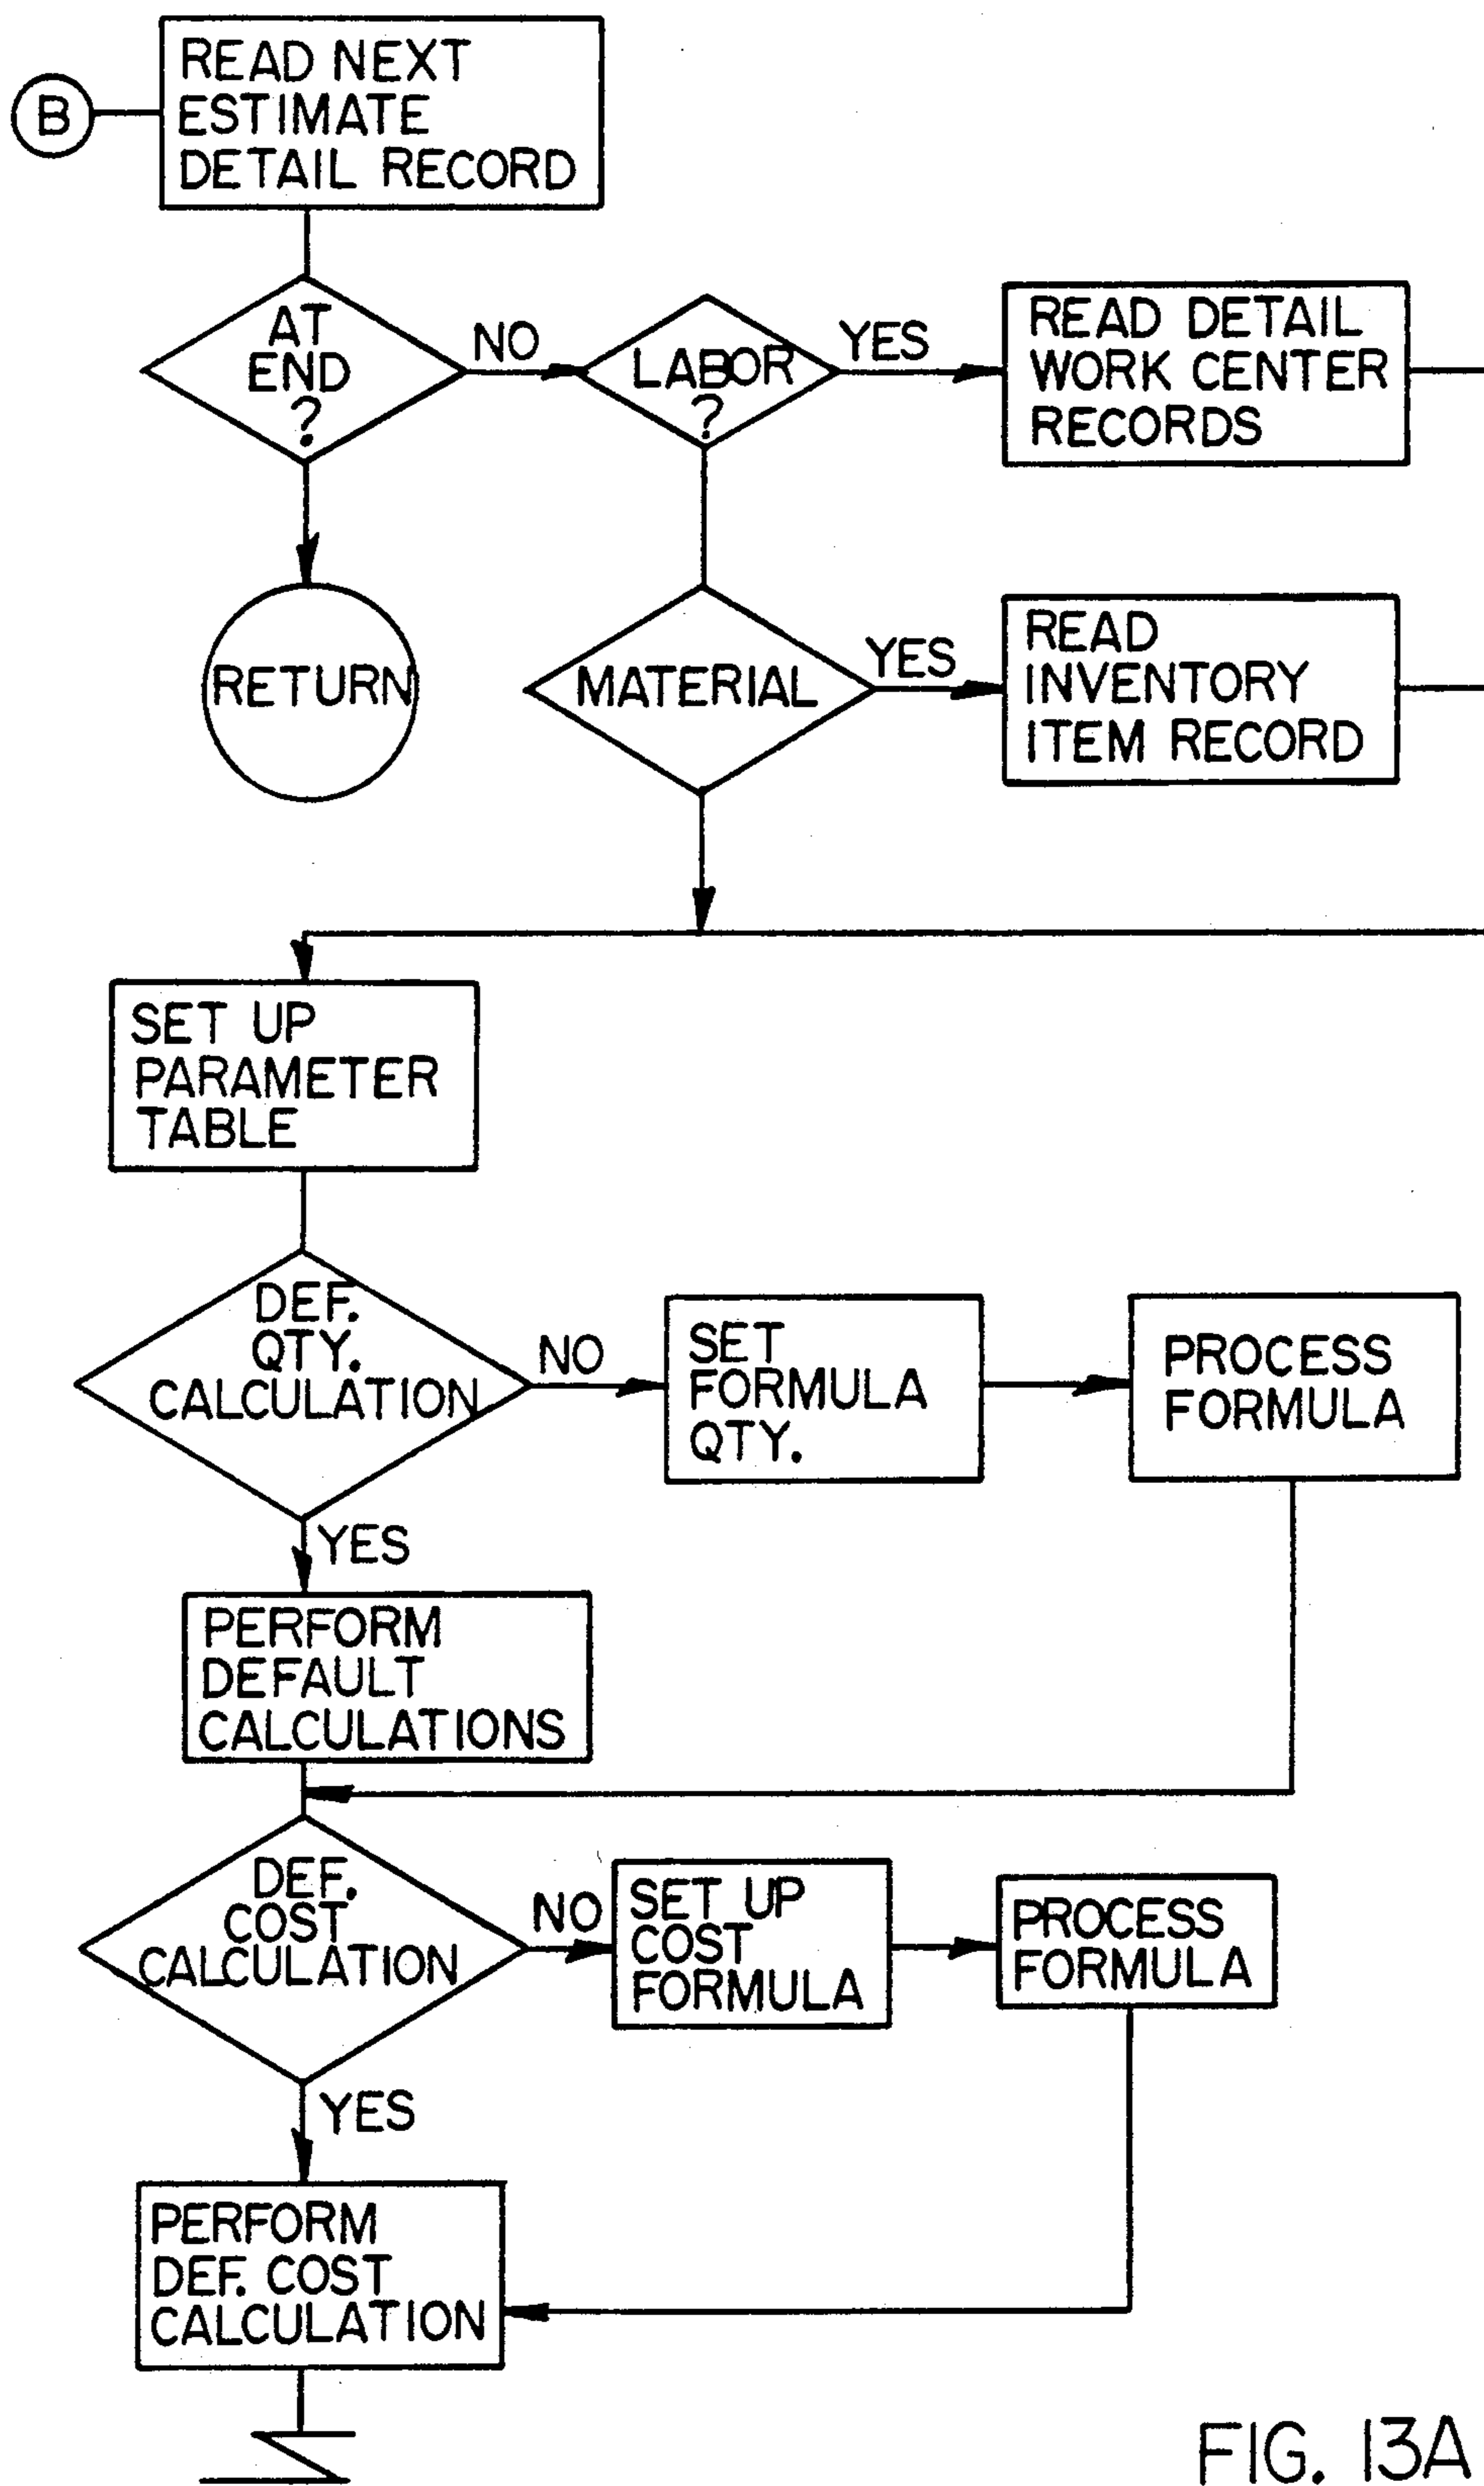 B
READ NEXT
ESTIMATE
DETAIL RECORD
AT
END
?
NO
LABOR
?
YES
READ DETAIL
WORK CENTER
RECORDS
RETURN
MATERIAL
YES
READ
INVENTORY
ITEM RECORD
SET UP
PARAMETER
TABLE
DEF.
QTY.
CALCULATION
NO
SET
FORMULA
QTY.
PROCESS
FORMULA
YES
PERFORM
DEFAULT
CALCULATIONS
DEF.
COST
CALCULATION
NO
SET UP
COST
FORMULA
PROCESS
FORMULA
YES
PERFORM
DEF. COST
CALCULATION
FIG. 13A